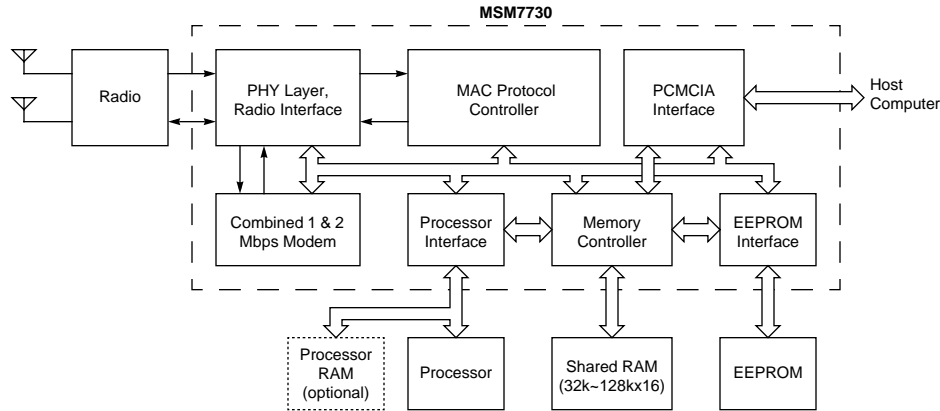 MSM7730
Radio
PHY Layer,
Radio Interface
MAC Protocol
Controller
PCMCIA
Interface
Host
Computer
Combined 1 & 2
Mbps Modem
Processor
Interface
Memory
Controller
EEPROM
Interface
Processor
RAM
(optional)
Processor
Shared RAM
(32k~128kx16)
EEPROM